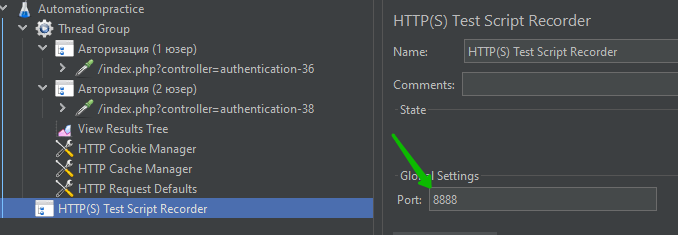 Automationpractice
Thread Group
Авторизация (1 юзер)
/index.php?controller=authentication-36
Авторизация (2 юзер)
/index.php?controller=authentication-38
View Results Tree
HTTP Cookie Manager
HTTP Cache Manager
HTTP Request Defaults
HTTP(S) Test Script Recorder
HTTP(S) Test Script Recorder
Name: HTTP(S) Test Script Recorder
Comments:
State
Global Settings
Port: 8888